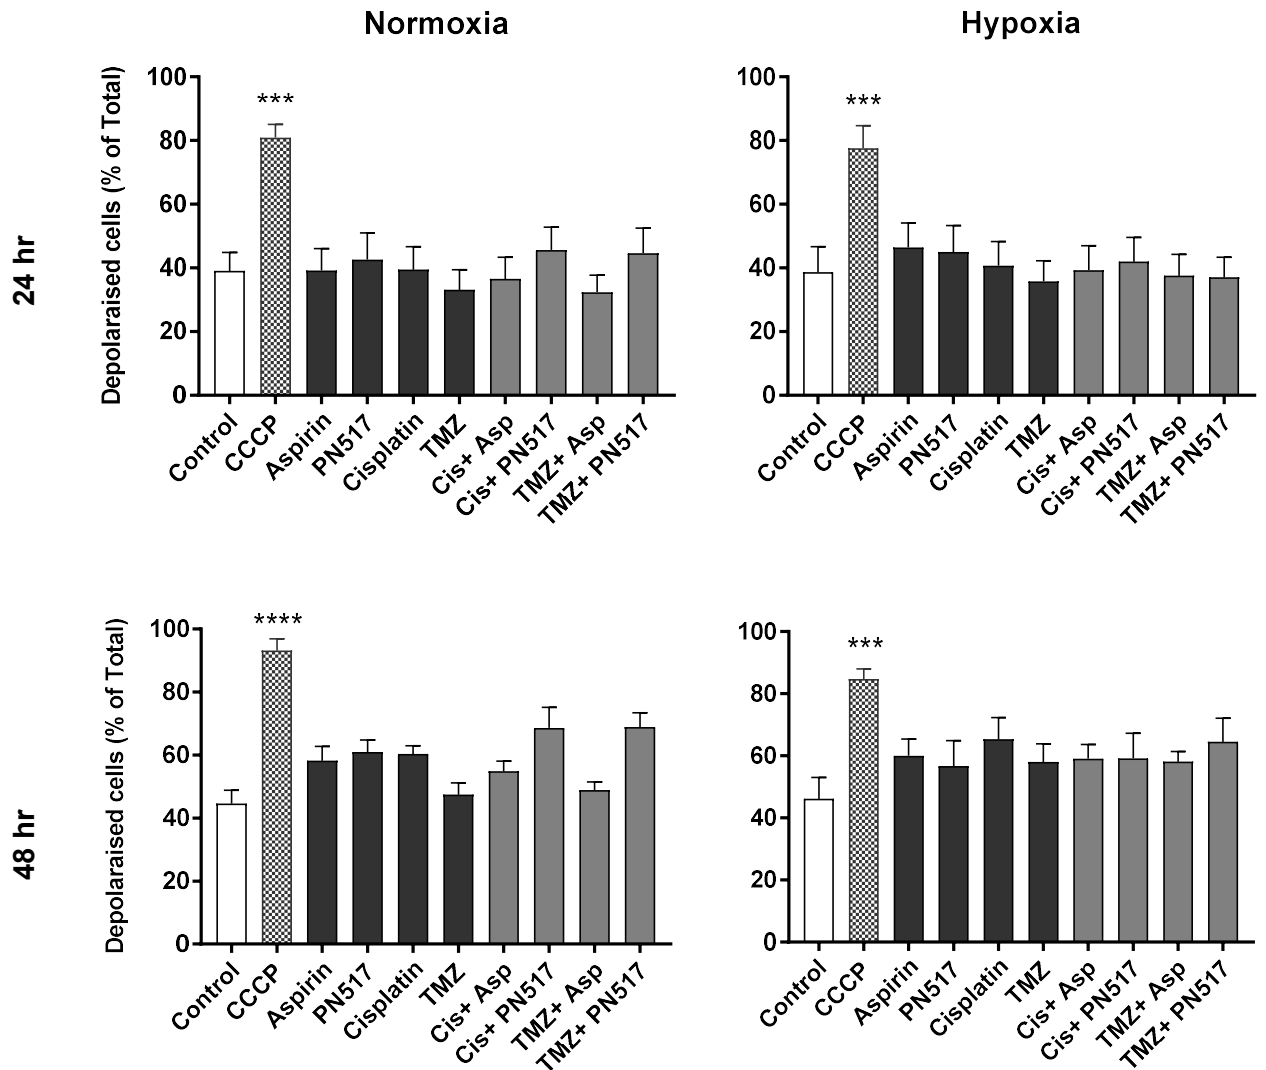 Normoxia
Hypoxia
24 hr
Depolaraised cells (% of Total)
100
80
60
40
20
0
***
Control
CCCP
Aspirin
PN517
Cisplatin
TMZ
Cis+ Asp
Cis+ PN517
TMZ+ Asp
TMZ+ PN517
100
80
60
40
20
0
***
Control
CCCP
Aspirin
PN517
Cisplatin
TMZ
Cis+ Asp
Cis+ PN517
TMZ+ Asp
TMZ+ PN517
48 hr
Depolaraised cells (% of Total)
100
80
60
40
20
0
****
Control
CCCP
Aspirin
PN517
Cisplatin
TMZ
Cis+ Asp
Cis+ PN517
TMZ+ Asp
TMZ+ PN517
100
80
60
40
20
0
***
Control
CCCP
Aspirin
PN517
Cisplatin
TMZ
Cis+ Asp
Cis+ PN517
TMZ+ Asp
TMZ+ PN517